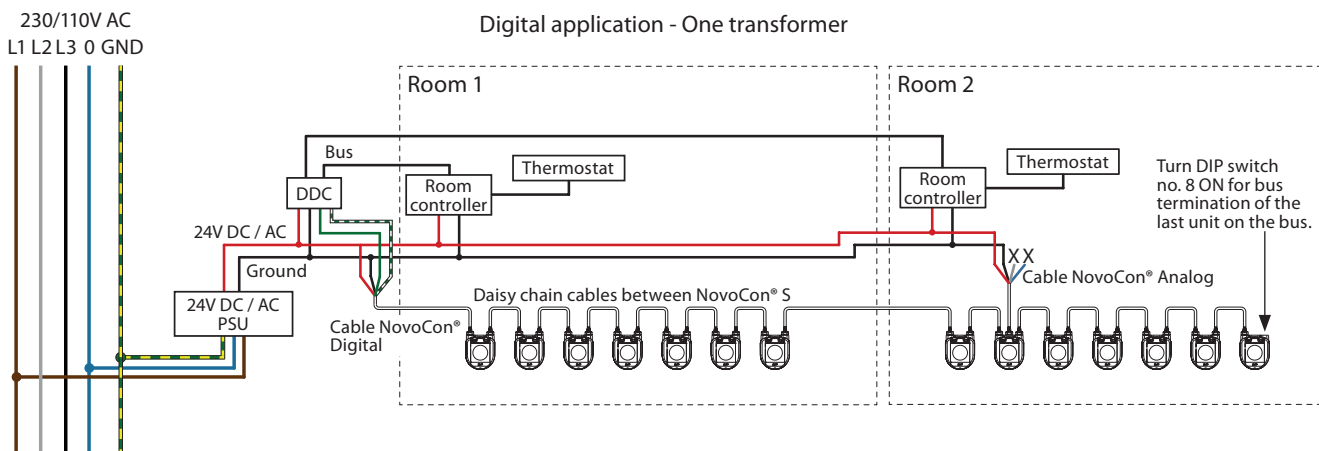 230/110V AC
L1 L2 L3 0 GND
Digital application - One transformer
Room 1
Room 2
Bus
DDC
Room
controller
Thermostat
Room
controller
Thermostat
Turn DIP switch
no. 8 ON for bus
termination of the
last unit on the bus.
24V DC / AC
Ground
24V DC / AC
PSU
Cable NovoCon®
Digital
Daisy chain cables between NovoCon® S
X X
Cable NovoCon® Analog